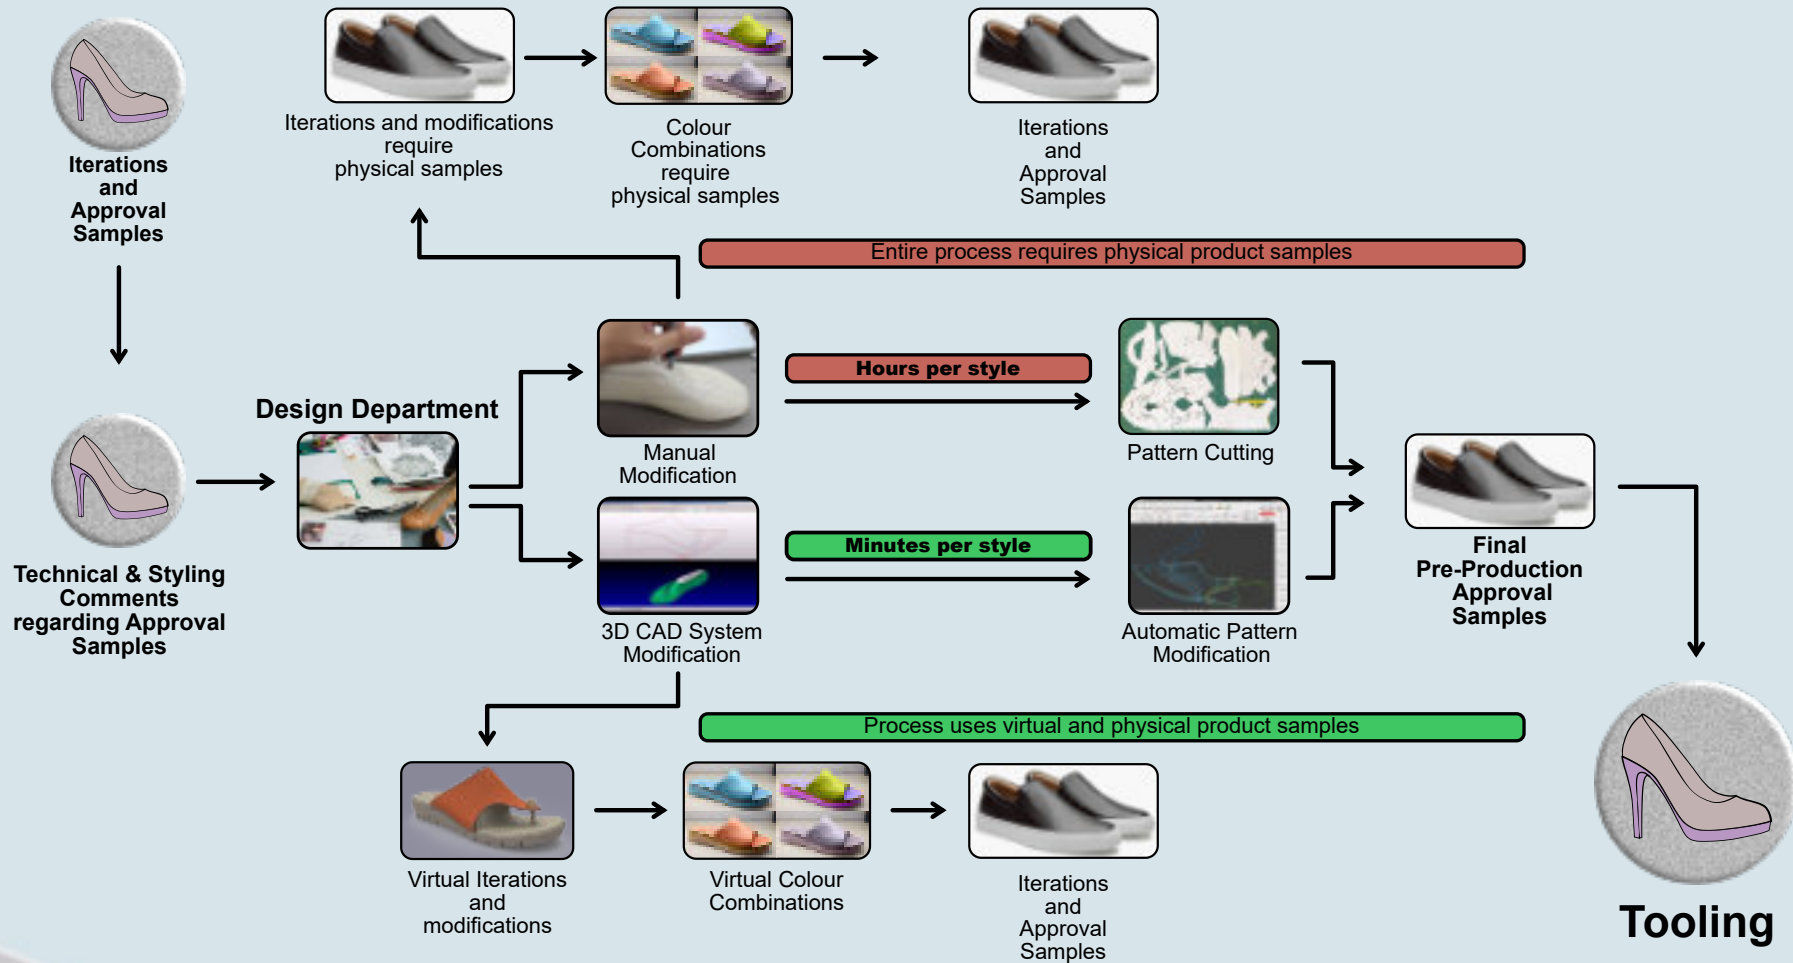 Iterations
and
Approval
Samples
Iterations and modifications
require
physical samples
Colour
Combinations
require
physical samples
Iterations
and
Approval
Samples
Entire process requires physical product samples
Design Department
Manual
Modification
Hours per style
Pattern Cutting
Technical & Styling
Comments
regarding Approval
Samples
3D CAD System
Modification
Minutes per style
Automatic Pattern
Modification
Final
Pre-Production
Approval
Samples
Process uses virtual and physical product samples
Virtual Iterations
and
modifications
Virtual Colour
Combinations
Iterations
and
Approval
Samples
Tooling